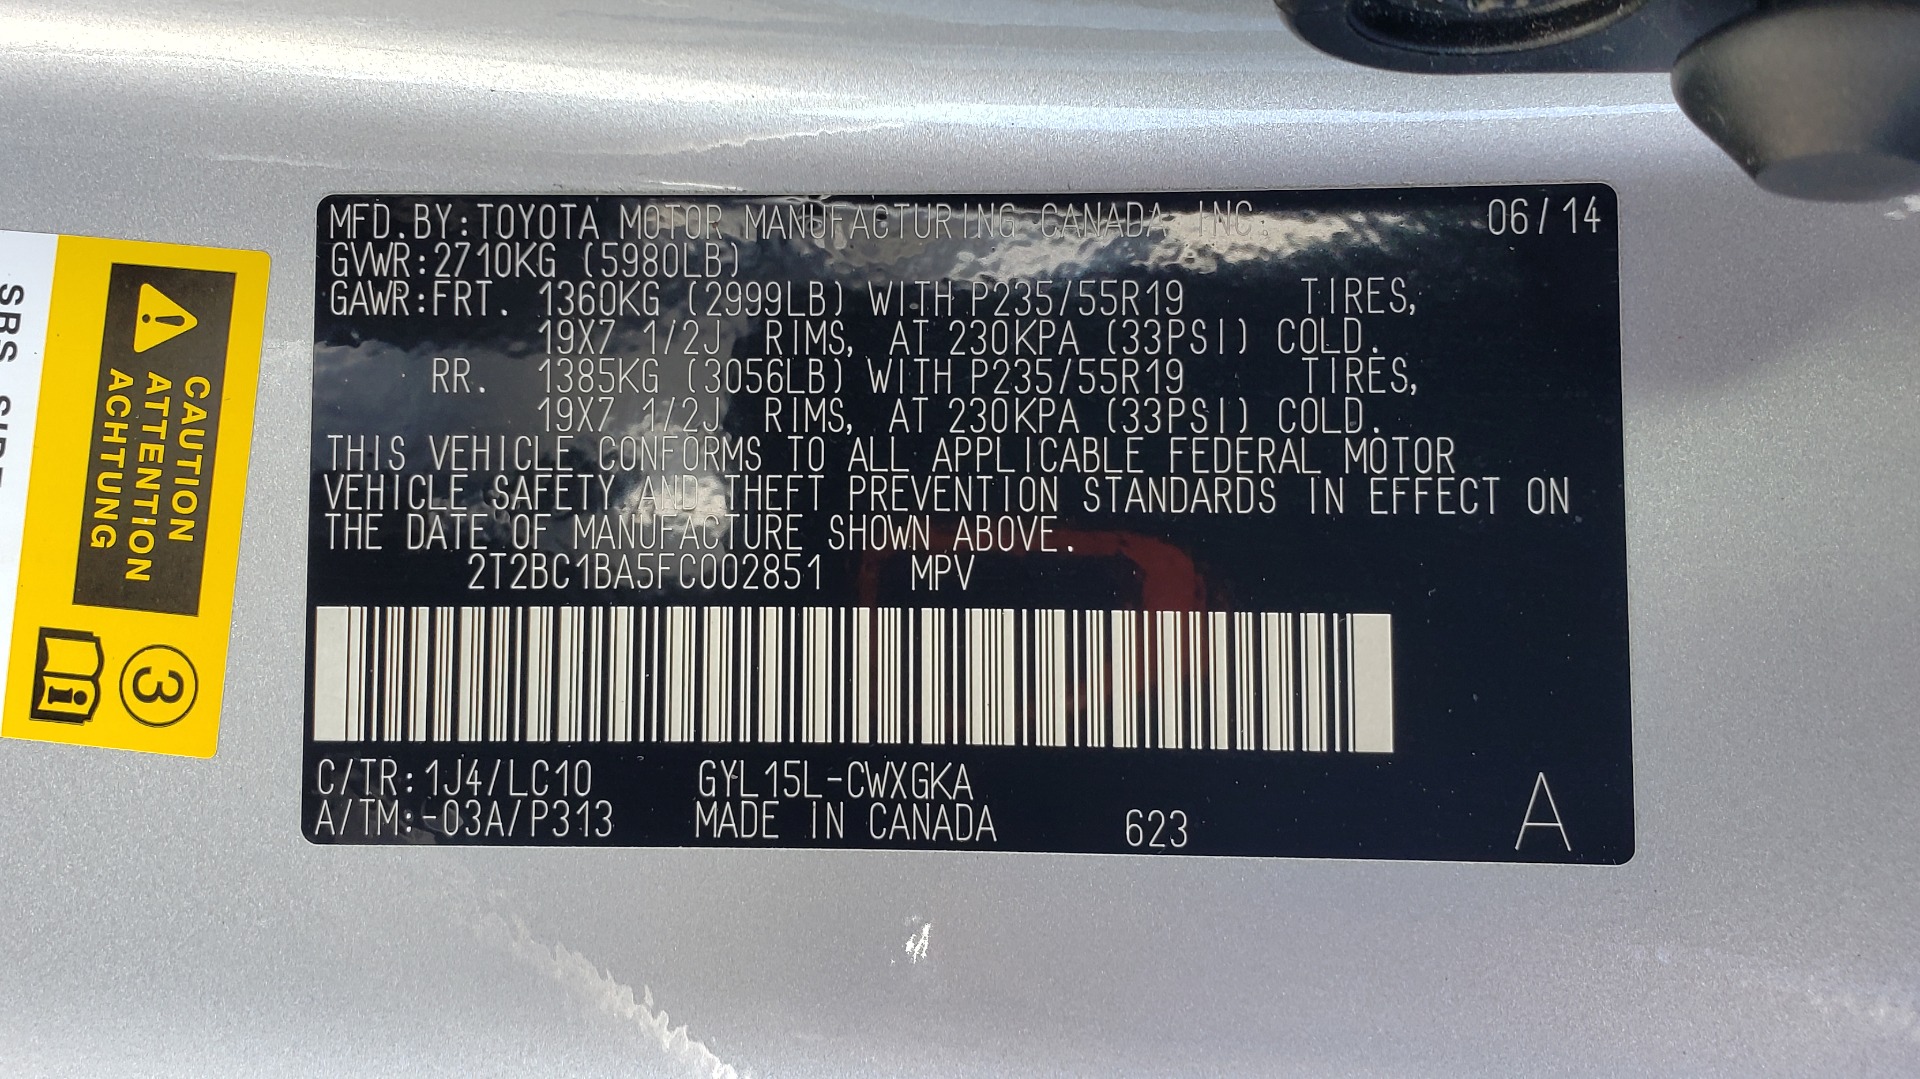 MFD.BY:TOYOTA MOTOR MANUFACTURING CANADA INC. 06/14
GVWR:2710KG (5980LB)
GAWR:FRT. 1360KG (2999LB) WITH P235/55R19 TIRES,
19X7 1/2J RIMS, AT 230KPA (33PSI) COLD.
RR. 1385KG (3056LB) WITH P235/55R19 TIRES,
19X7 1/2J RIMS, AT 230KPA (33PSI) COLD.
THIS VEHICLE CONFORMS TO ALL APPLICABLE FEDERAL MOTOR
VEHICLE SAFETY AND THEFT PREVENTION STANDARDS IN EFFECT ON
THE DATE OF MANUFACTURE SHOWN ABOVE.
2T2BC1BA5FC002851 MPV
C/TR:1J4/LC10 GYL15L-CWXGKA
A/TM:-03A/P313 MADE IN CANADA 623 A
CAUTION
ATTENTION
ACHTUNG
3
SRS